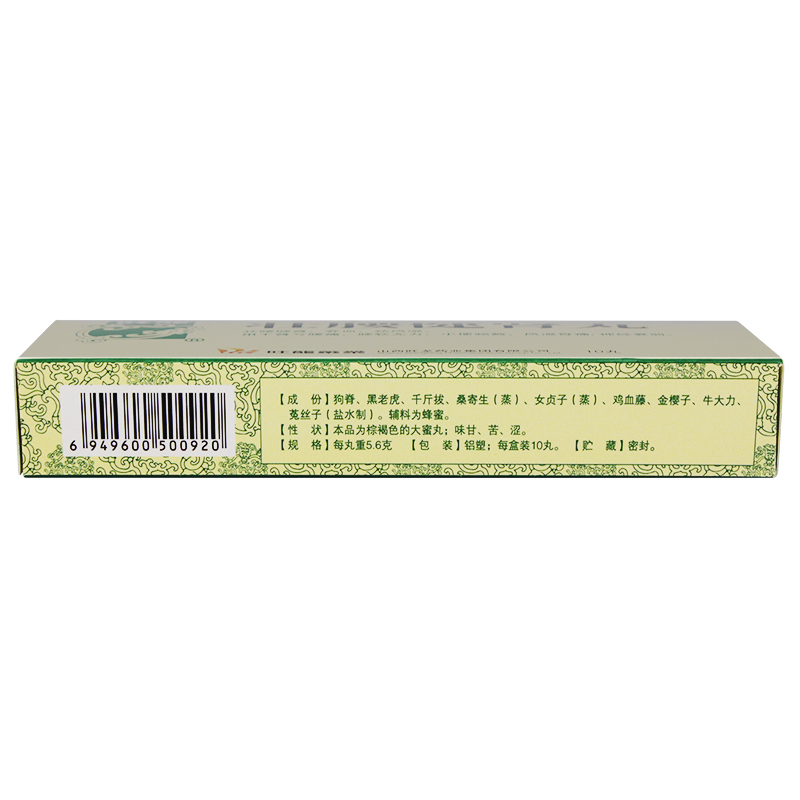 【成　份】狗脊、黑老虎、千斤拔、桑寄生（蒸）、女贞子（蒸）、鸡血藤、金樱子、牛大力、
菟丝子（盐水制）。辅料为蜂蜜。
【性　状】本品为棕褐色的大蜜丸；味甘、苦、涩。
【规　格】每丸重5.6克　【包　装】铝塑；每盒装10丸。【贮　藏】密封。
6 949600 500920